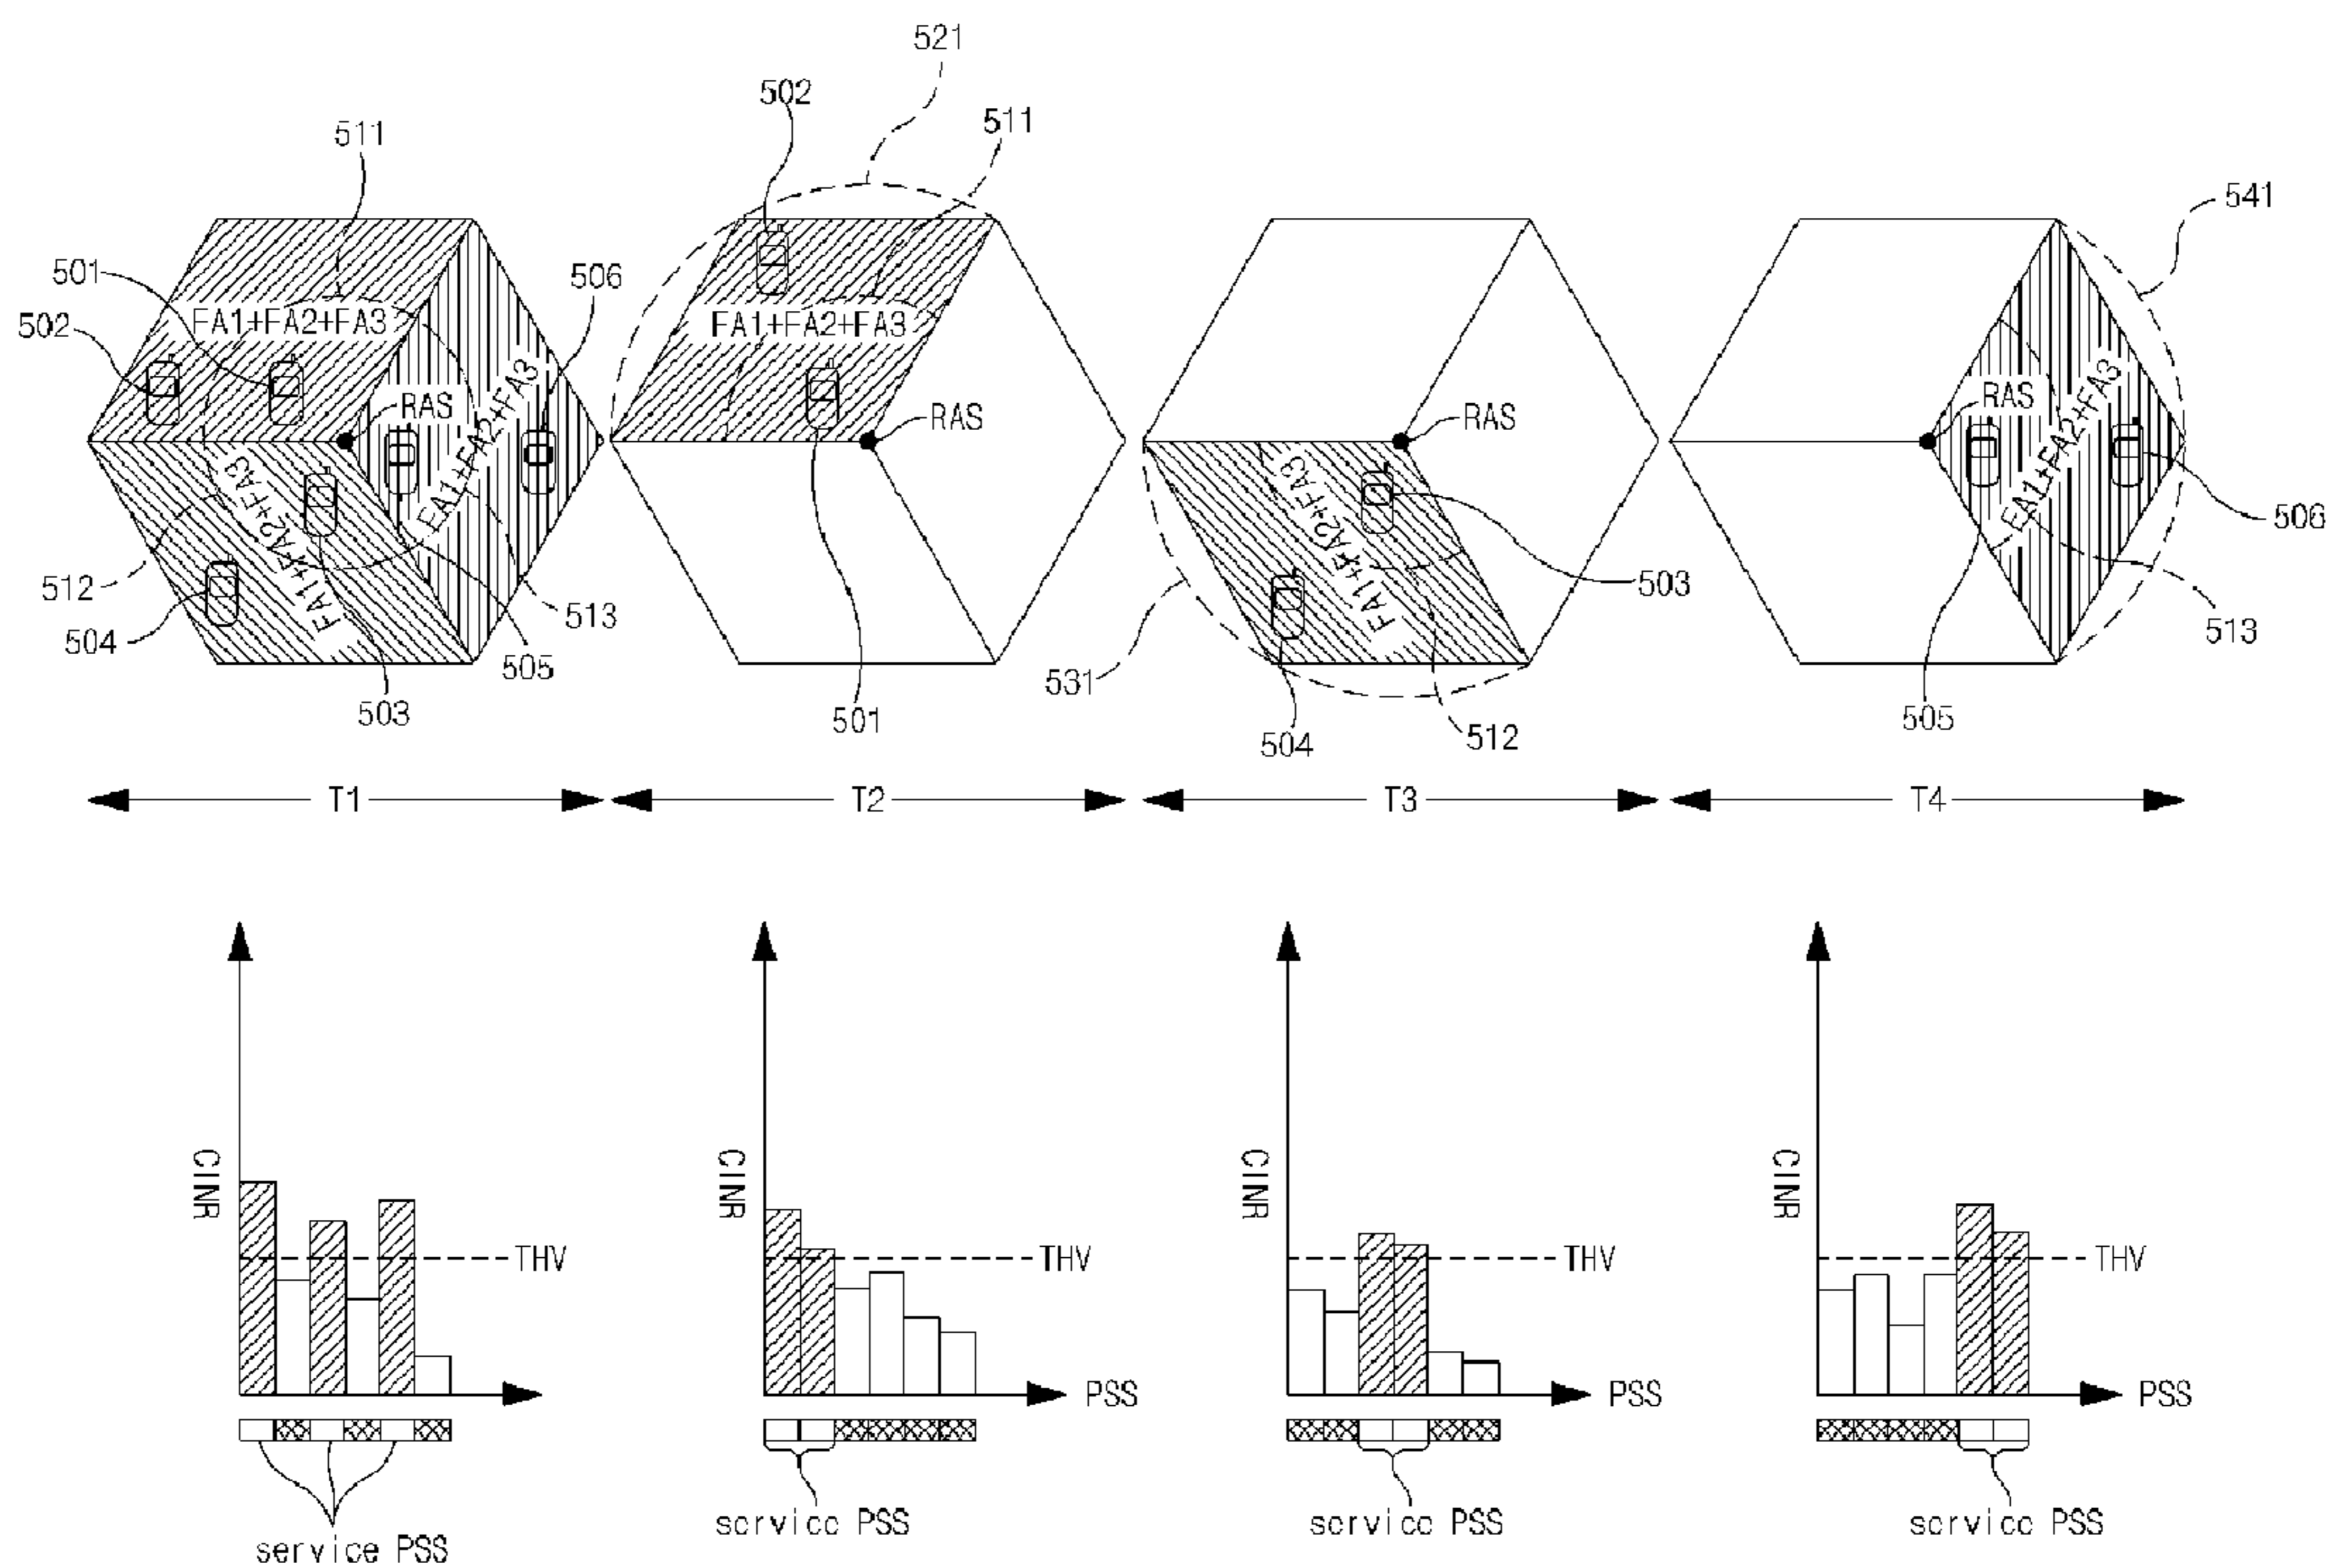 521
502
511
511
541
501
506
502
FA1+FA2+FA3
FA1+FA2+FA3
RAS
FA1+FA2+FA3
RAS
RAS
RAS
FA1+FA2+FA3
FA1+FA2+FA3
FA1+FA2+FA3
506
512
503
513
504
505
513
531
503
501
504
512
505
T1
T2
T3
T4
CINR
CINR
CINR
CINR
THV
THV
THV
THV
PSS
PSS
PSS
service PSS
service PSS
service PSS
service PSS